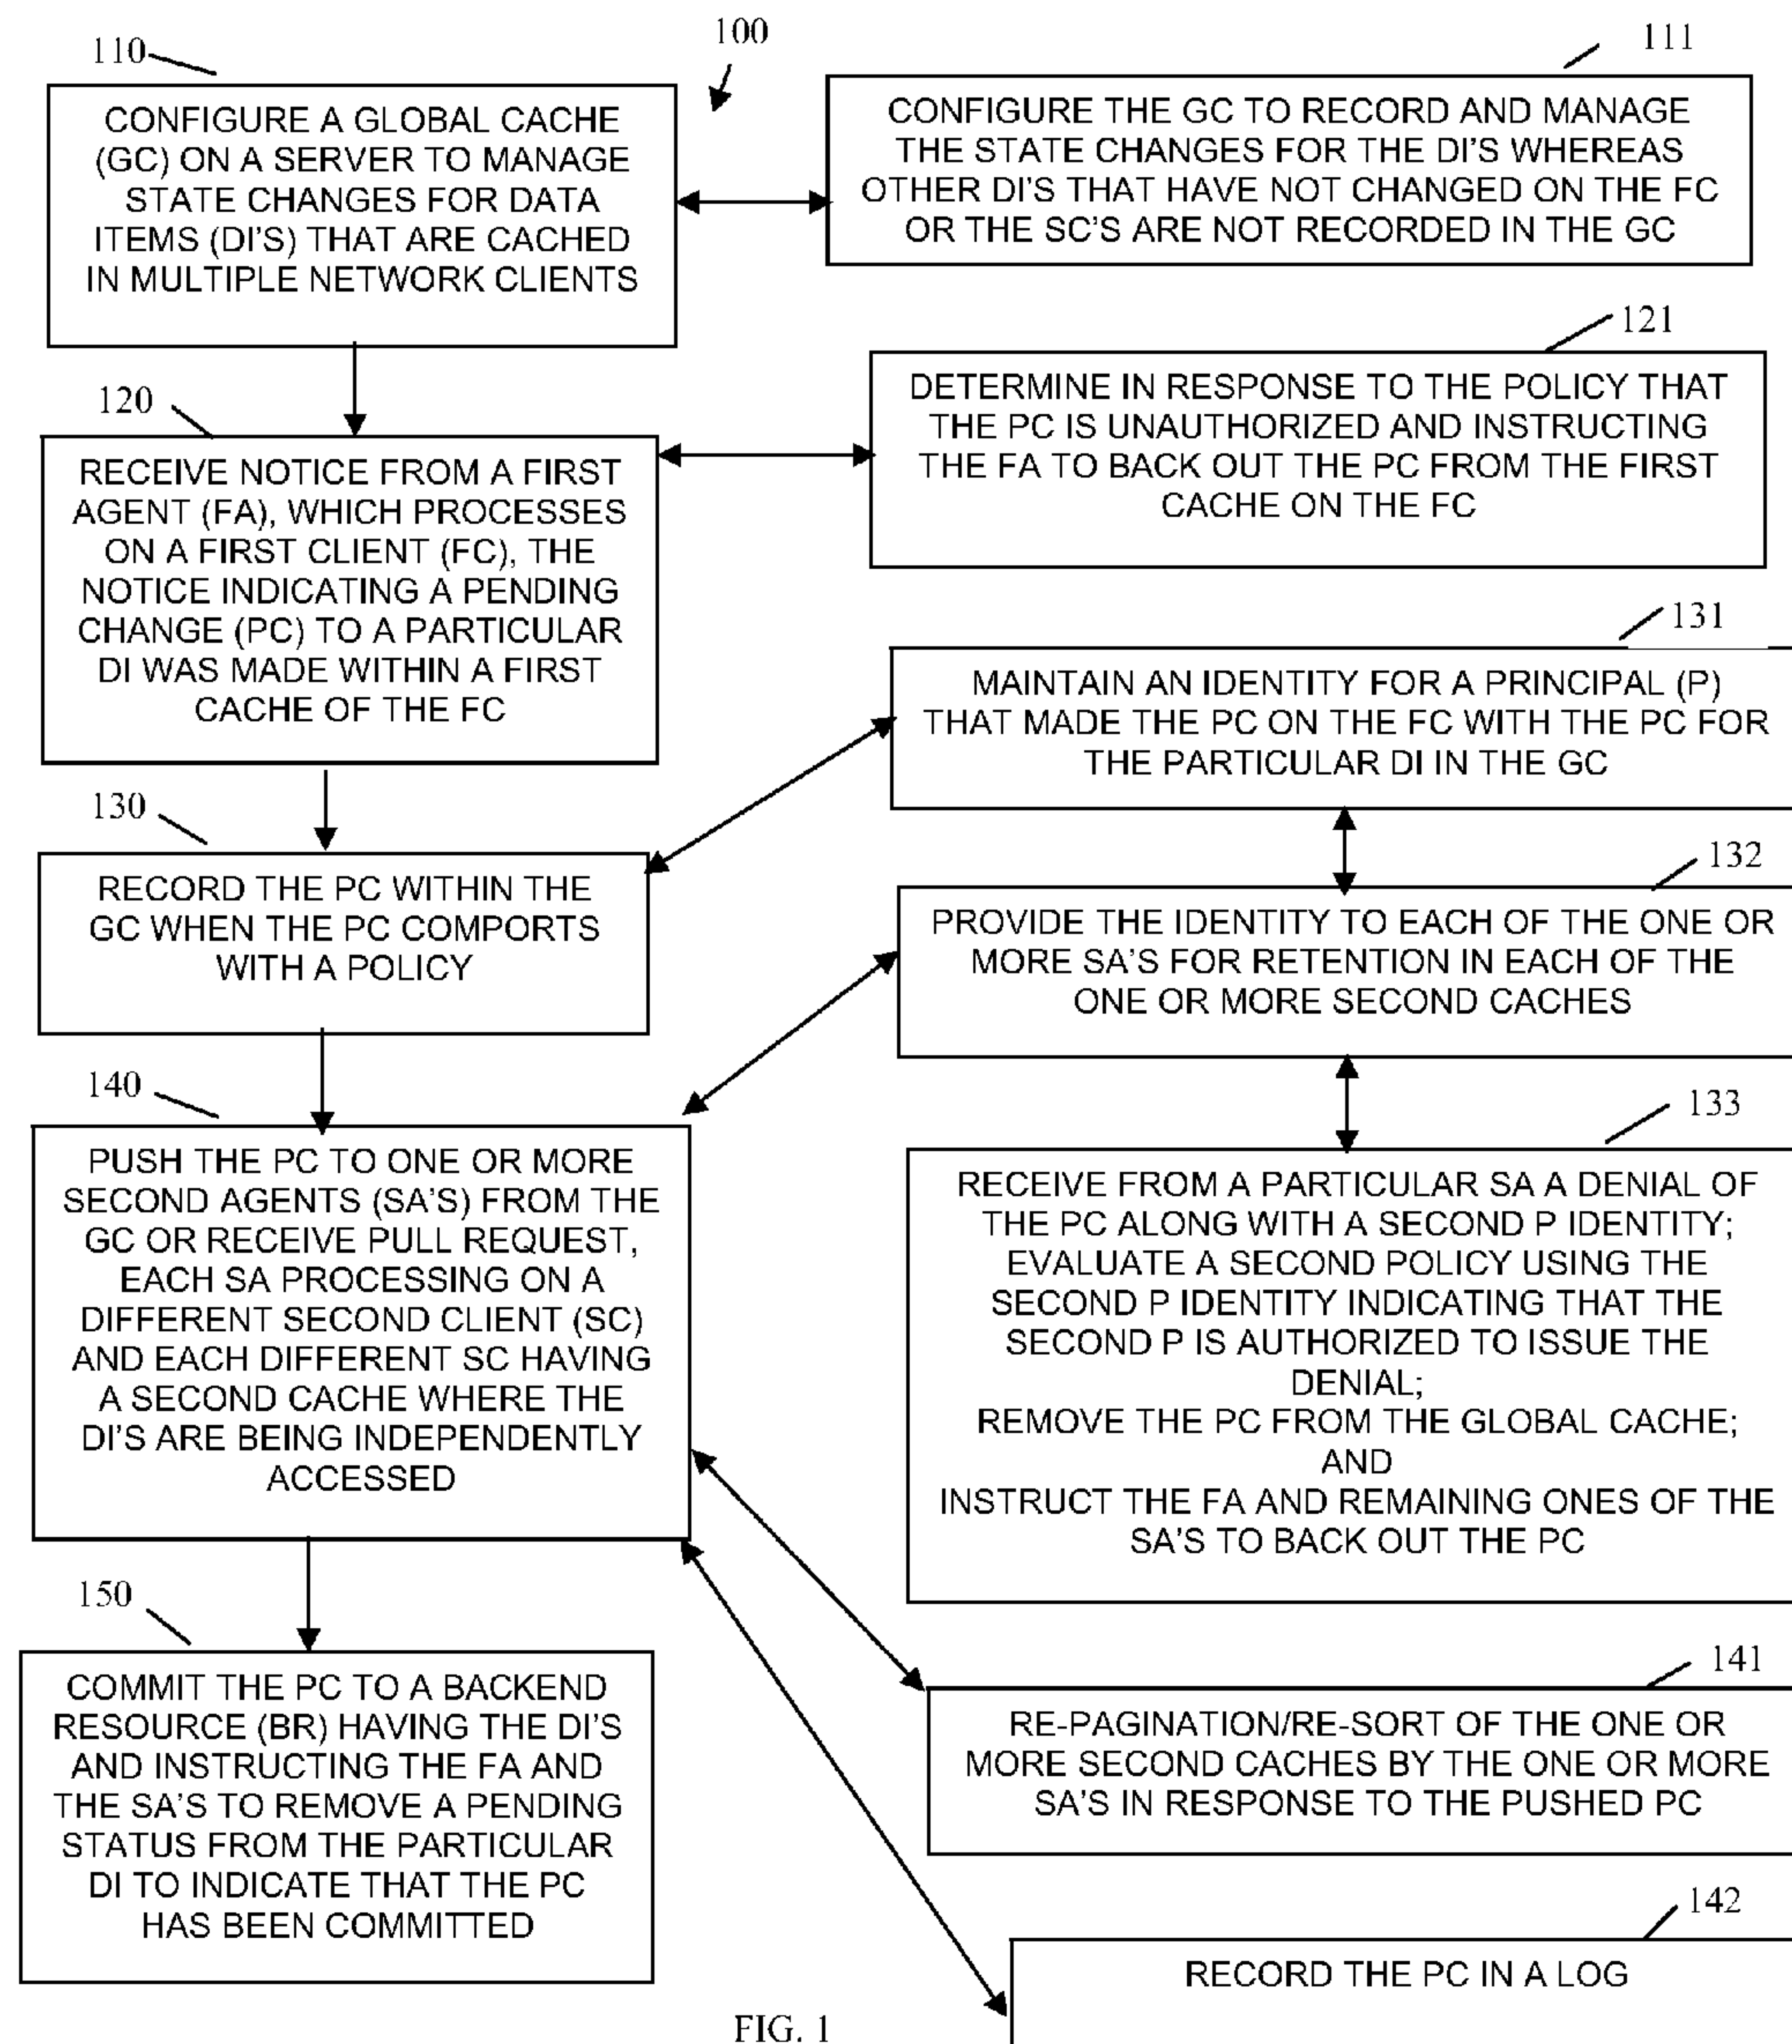 100
110
CONFIGURE A GLOBAL CACHE
(GC) ON A SERVER TO MANAGE
STATE CHANGES FOR DATA
ITEMS (DI'S) THAT ARE CACHED
IN MULTIPLE NETWORK CLIENTS
111
CONFIGURE THE GC TO RECORD AND MANAGE
THE STATE CHANGES FOR THE DI'S WHEREAS
OTHER DI'S THAT HAVE NOT CHANGED ON THE FC
OR THE SC'S ARE NOT RECORDED IN THE GC
120
RECEIVE NOTICE FROM A FIRST
AGENT (FA), WHICH PROCESSES
ON A FIRST CLIENT (FC), THE
NOTICE INDICATING A PENDING
CHANGE (PC) TO A PARTICULAR
DI WAS MADE WITHIN A FIRST
CACHE OF THE FC
121
DETERMINE IN RESPONSE TO THE POLICY THAT
THE PC IS UNAUTHORIZED AND INSTRUCTING
THE FA TO BACK OUT THE PC FROM THE FIRST
CACHE ON THE FC
130
RECORD THE PC WITHIN THE
GC WHEN THE PC COMPORTS
WITH A POLICY
131
MAINTAIN AN IDENTITY FOR A PRINCIPAL (P)
THAT MADE THE PC ON THE FC WITH THE PC FOR
THE PARTICULAR DI IN THE GC
132
PROVIDE THE IDENTITY TO EACH OF THE ONE OR
MORE SA'S FOR RETENTION IN EACH OF THE
ONE OR MORE SECOND CACHES
133
RECEIVE FROM A PARTICULAR SA A DENIAL OF
THE PC ALONG WITH A SECOND P IDENTITY;
EVALUATE A SECOND POLICY USING THE
SECOND P IDENTITY INDICATING THAT THE
SECOND P IS AUTHORIZED TO ISSUE THE
DENIAL;
REMOVE THE PC FROM THE GLOBAL CACHE;
AND
INSTRUCT THE FA AND REMAINING ONES OF THE
SA'S TO BACK OUT THE PC
140
PUSH THE PC TO ONE OR MORE
SECOND AGENTS (SA'S) FROM THE
GC OR RECEIVE PULL REQUEST,
EACH SA PROCESSING ON A
DIFFERENT SECOND CLIENT (SC)
AND EACH DIFFERENT SC HAVING
A SECOND CACHE WHERE THE
DI'S ARE BEING INDEPENDENTLY
ACCESSED
141
RE-PAGINATION/RE-SORT OF THE ONE OR
MORE SECOND CACHES BY THE ONE OR MORE
SA'S IN RESPONSE TO THE PUSHED PC
142
RECORD THE PC IN A LOG
150
COMMIT THE PC TO A BACKEND
RESOURCE (BR) HAVING THE DI'S
AND INSTRUCTING THE FA AND
THE SA'S TO REMOVE A PENDING
STATUS FROM THE PARTICULAR
DI TO INDICATE THAT THE PC
HAS BEEN COMMITTED
FIG. 1